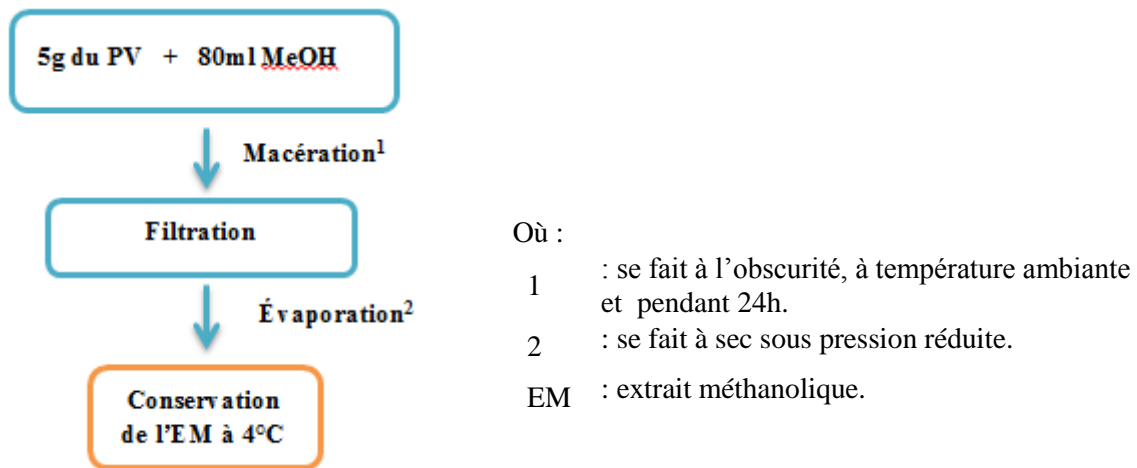 5g du PV + 80ml MeOH
Macération¹
Filtration
Évaporation²
Conservation
de l'EM à 4°C
Où :
1 : se fait à l'obscurité, à température ambiante
et pendant 24h.
2 : se fait à sec sous pression réduite.
EM : extrait méthanolique.